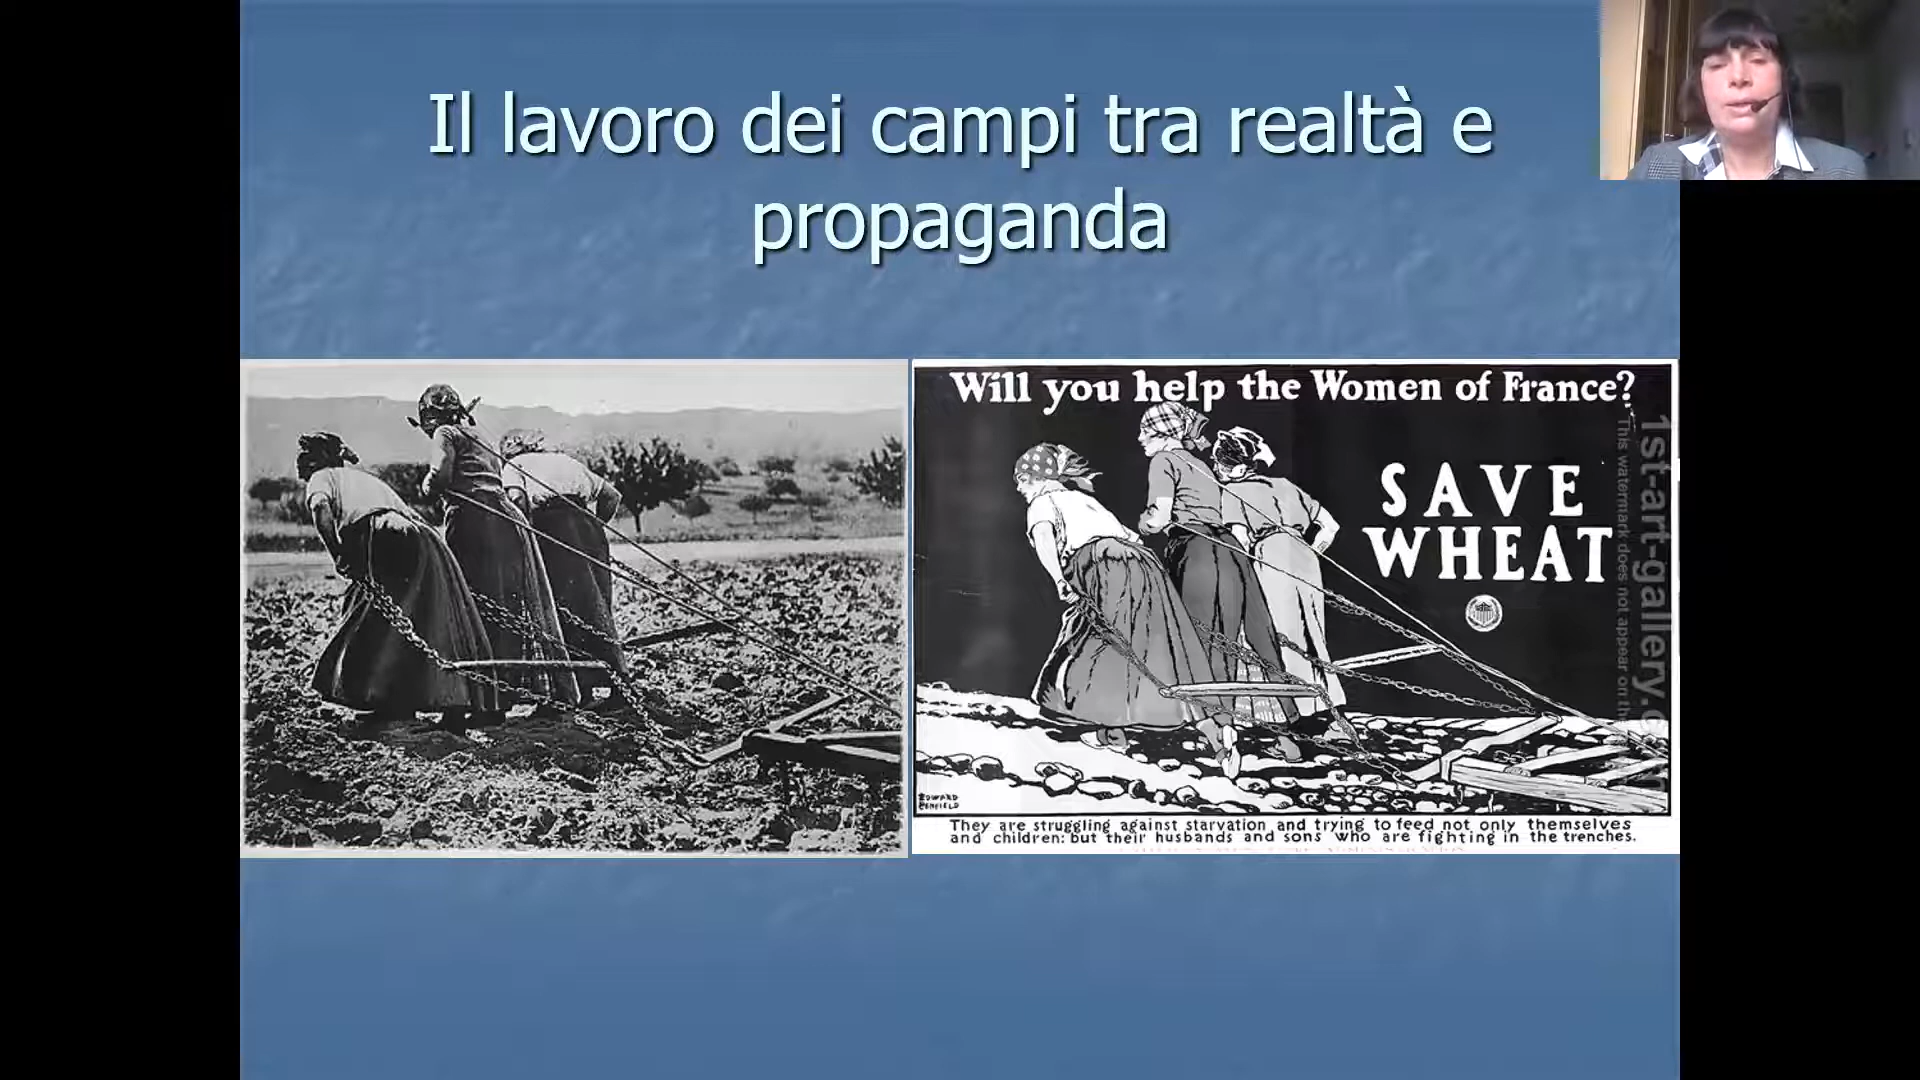 Il lavoro dei campi tra realtà e
propaganda
Will you help the Women of France?
SAVE
WHEAT
EDWARD
PENFIELD
They are struggling against starvation and trying to feed not only themselves
and children: but their husbands and sons who are fighting in the trenches.
1st-art-gallery.c
This watermark does not appear on th